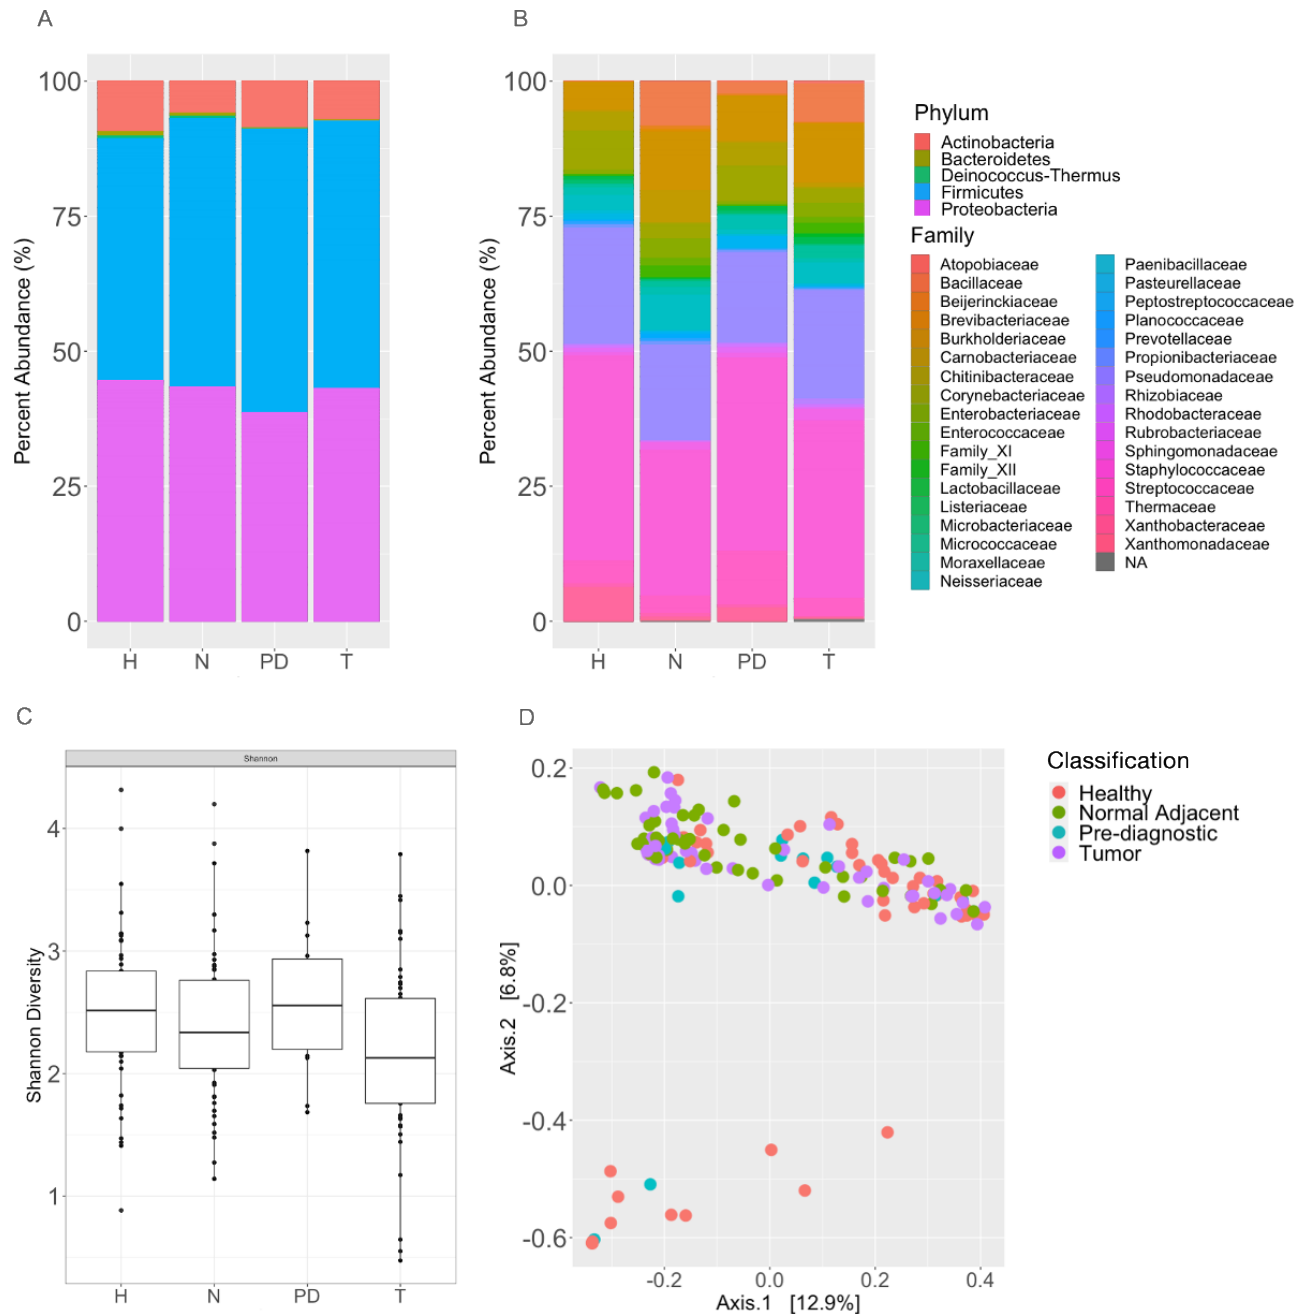 A
B
100
75
50
25
0
Percent Abundance (%)
H N PD T
100
75
50
25
0
Percent Abundance (%)
H N PD T
Phylum
Actinobacteria
Bacteroidetes
Deinococcus-Thermus
Firmicutes
Proteobacteria
Family
Atopobiaceae
Bacillaceae
Beijerinckiaceae
Brevibacteriaceae
Burkholderiaceae
Carnobacteriaceae
Chitinibacteraceae
Corynebacteriaceae
Enterobacteriaceae
Enterococcaceae
Family_XI
Family_XII
Lactobacillaceae
Listeriaceae
Microbacteriaceae
Micrococcaceae
Moraxellaceae
Neisseriaceae
Paenibacillaceae
Pasteurellaceae
Peptostreptococcaceae
Planococcaceae
Prevotellaceae
Propionibacteriaceae
Pseudomonadaceae
Rhizobiaceae
Rhodobacteraceae
Rubrobacteriaceae
Sphingomonadaceae
Staphylococcaceae
Streptococcaceae
Thermaceae
Xanthobacteraceae
Xanthomonadaceae
NA
C
Shannon
4
3
2
1
Shannon Diversity
H N PD T
D
0.2
0.0
-0.2
-0.4
-0.6
Axis.2 [6.8%]
-0.2 0.0 0.2 0.4
Axis.1 [12.9%]
Classification
Healthy
Normal Adjacent
Pre-diagnostic
Tumor